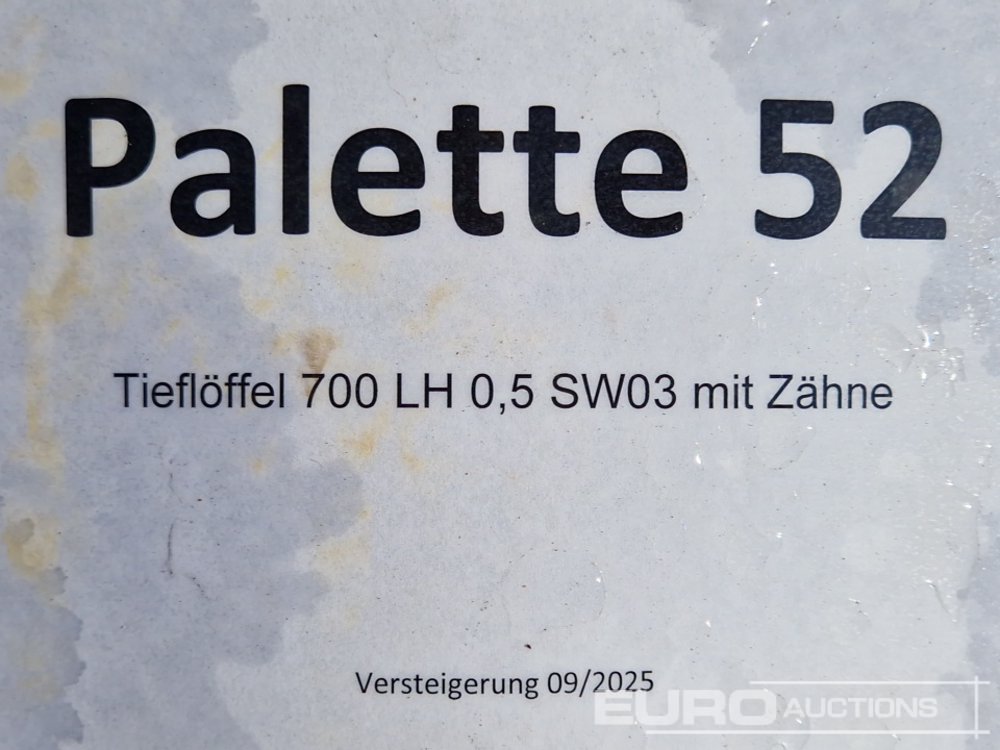 Palette 52
Tieflöffel 700 LH 0,5 SW03 mit Zähne
Versteigerung 09/2025
EURO AUCTIONS